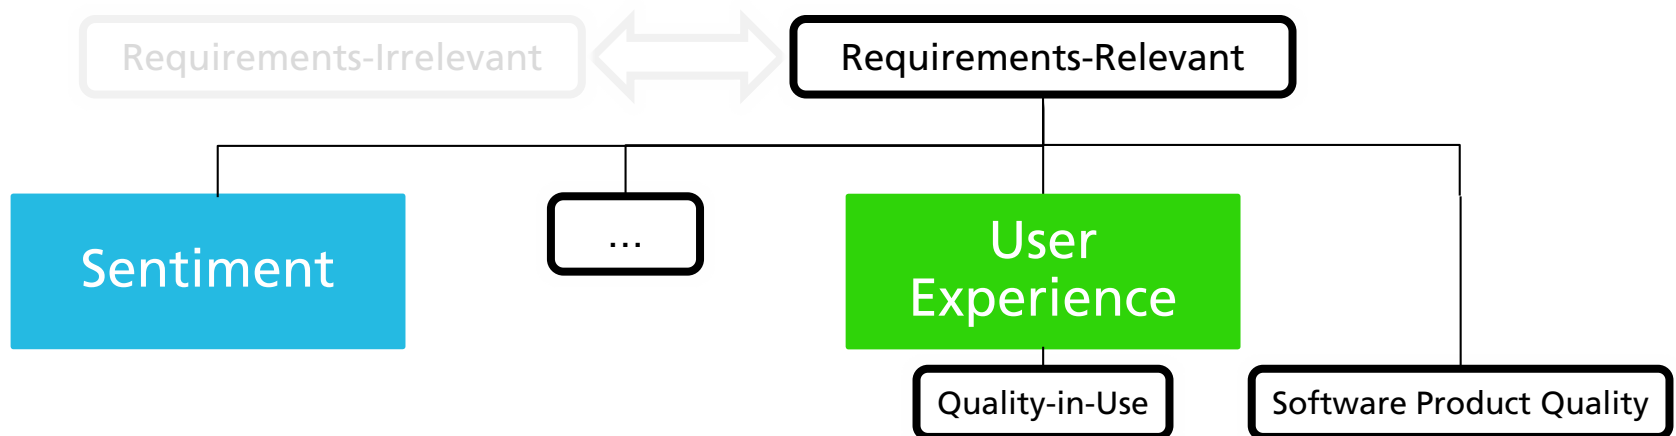 Requirements-Irrelevant
Requirements-Relevant
Sentiment
...
User
Experience
Quality-in-Use
Software Product Quality